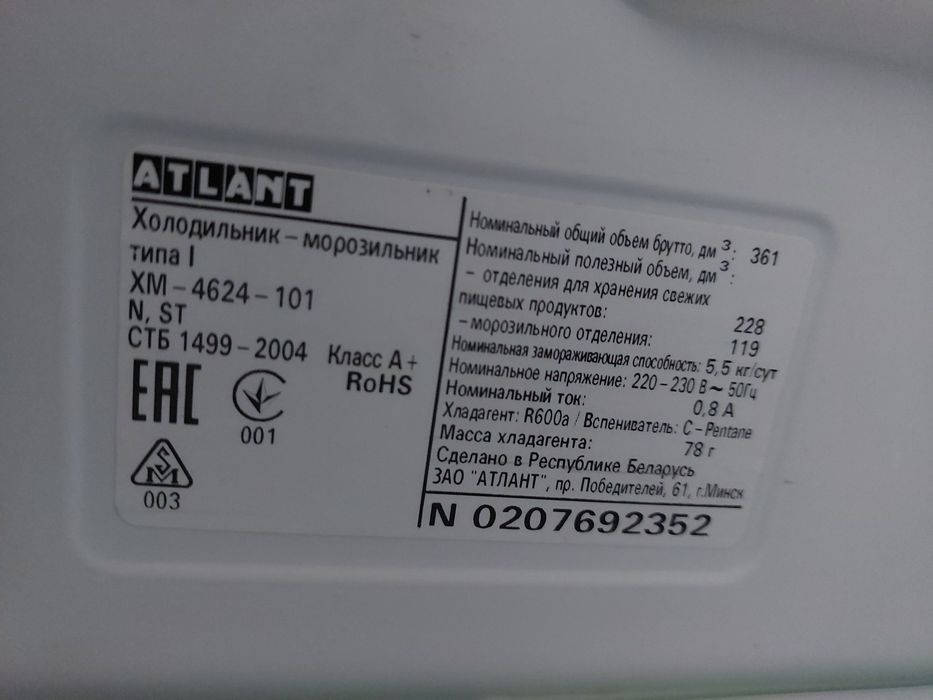 ATLANT
Холодильник – морозильник
типа I
ХМ – 4624 – 101
N, ST
СТБ 1499 – 2004 Класс А+
RoHS
ЕАС
001
SM
003
Номинальный общий объем брутто, дм³: 361
Номинальный полезный объем, дм³:
– отделения для хранения свежих
пищевых продуктов: 228
– морозильного отделения: 119
Номинальная замораживающая способность: 5,5 кг/сут
Номинальное напряжение: 220 – 230 В ~ 50Гц
Номинальный ток: 0,8 А
Хладагент: R600a / Вспениватель: C – Pentane
Масса хладагента: 78 г
Сделано в Республике Беларусь
ЗАО "АТЛАНТ", пр. Победителей, 61, г.Минск
N 0207692352